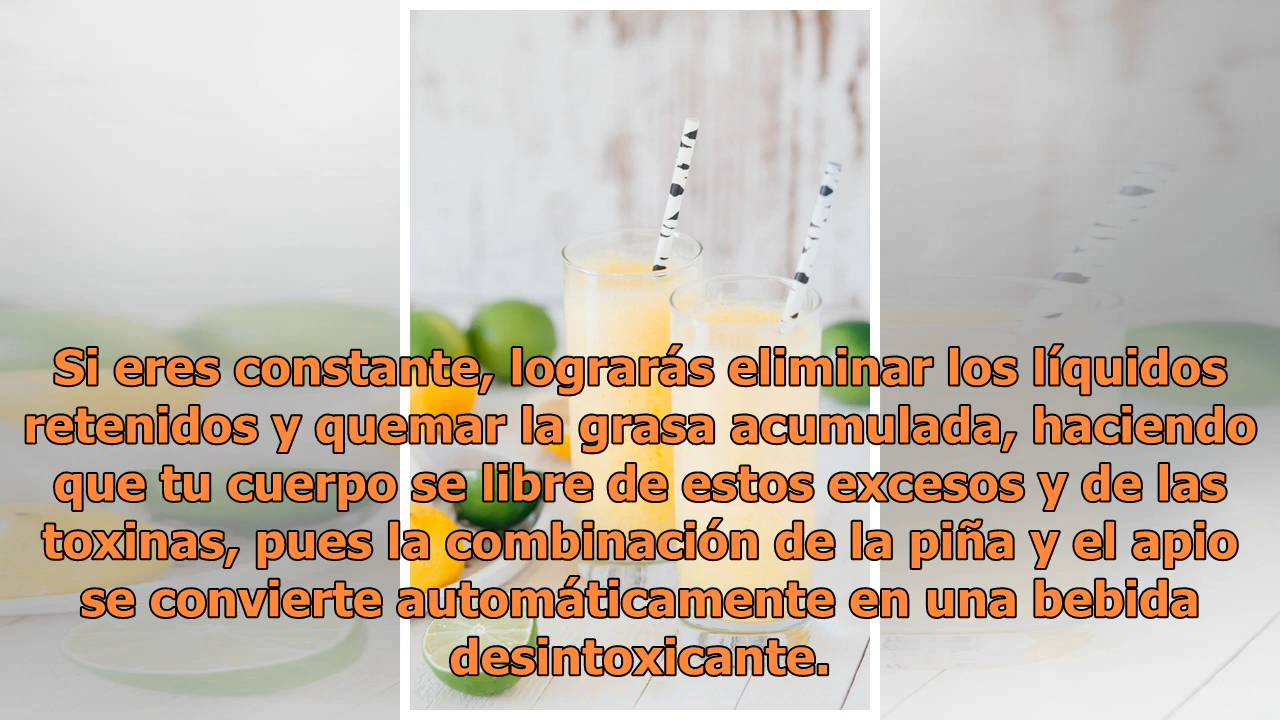 Si eres constante, lograrás eliminar los líquidos
retenidos y quemar la grasa acumulada, haciendo
que tu cuerpo se libre de estos excesos y de las
toxinas, pues la combinación de la piña y el apio
se convierte automáticamente en una bebida
desintoxicante.